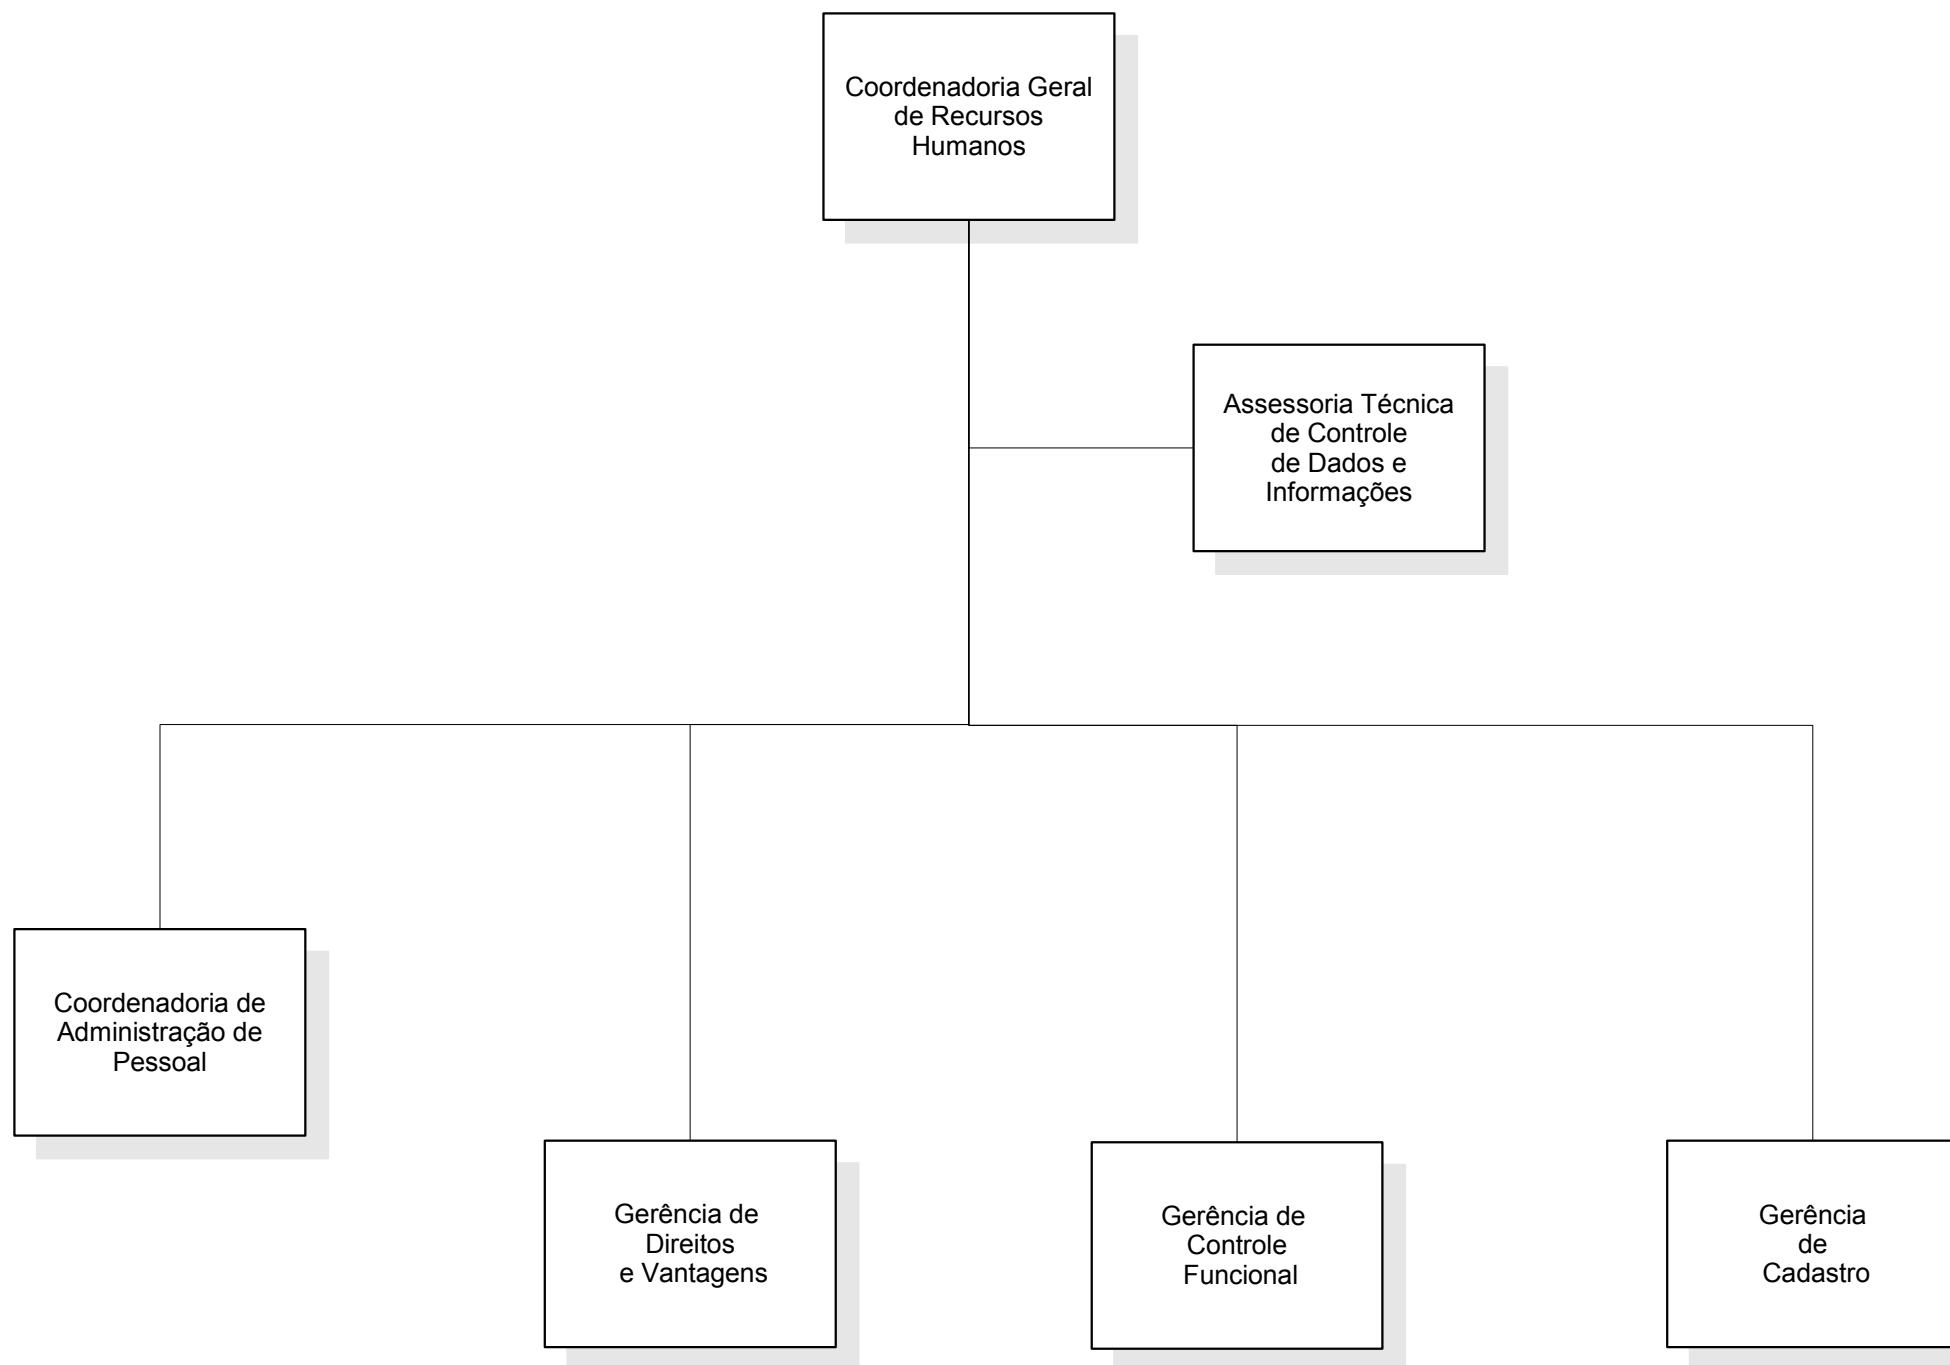 Coordenadoria Geral
de Recursos
Humanos
Assessoria Técnica
de Controle
de Dados e
Informações
Coordenadoria de
Administração de
Pessoal
Gerência de
Direitos
e Vantagens
Gerência de
Controle
Funcional
Gerência
de
Cadastro